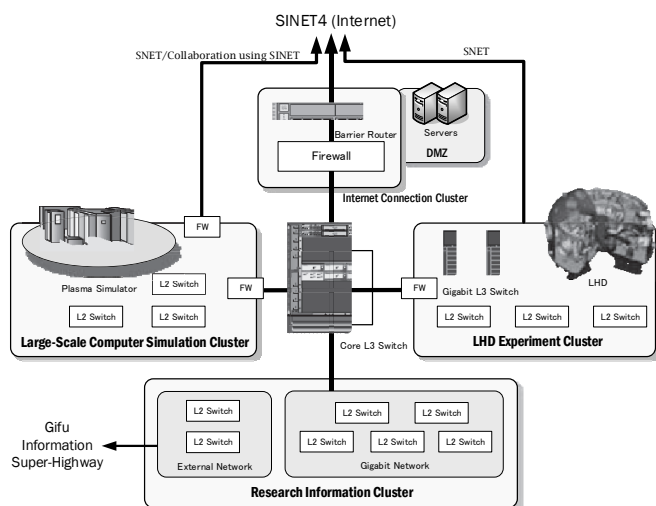 SINET4 (Internet)
SNET/Collaboration using SINET
SNET
Barrier Router
Firewall
Servers
DMZ
Internet Connection Cluster
FW
Plasma Simulator
L2 Switch
L2 Switch
L2 Switch
Large-Scale Computer Simulation Cluster
FW
Core L3 Switch
FW
Gigabit L3 Switch
LHD
L2 Switch
L2 Switch
L2 Switch
LHD Experiment Cluster
Gifu
Information
Super-Highway
L2 Switch
L2 Switch
External Network
L2 Switch
L2 Switch
L2 Switch
L2 Switch
L2 Switch
Gigabit Network
Research Information Cluster